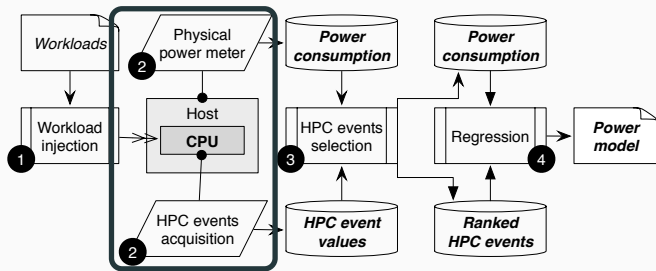 Workloads
Physical
power meter
Power
consumption
Power
consumption
2
Host
CPU
Workload
injection
1
HPC events
selection
3
Regression
4
Power
model
HPC events
acquisition
2
HPC event
values
Ranked
HPC events